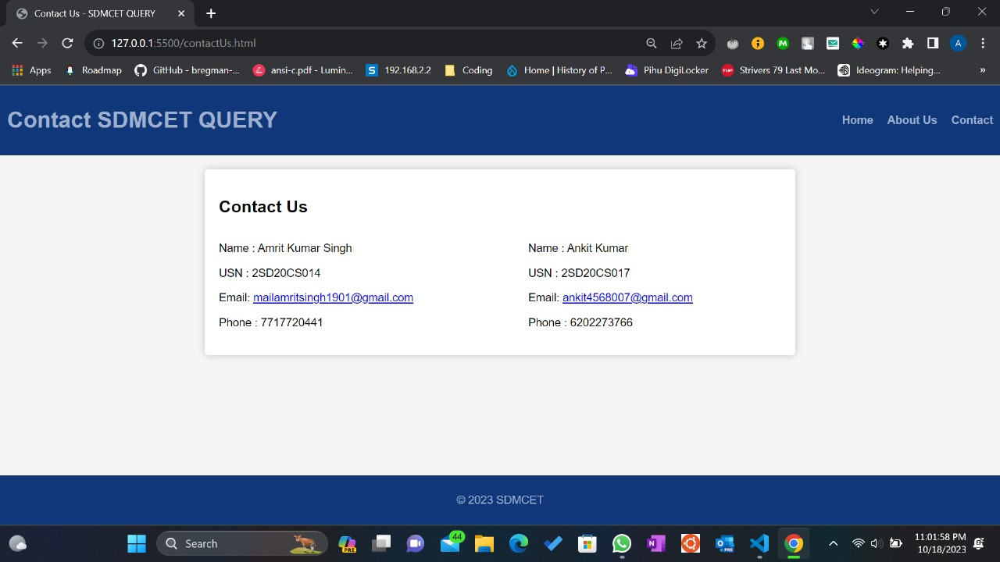 Contact Us - SDMCET QUERY
127.0.0.1:5500/contactUs.html
Apps Roadmap GitHub - bregman-... ansi-c.pdf - Lumin... 192.168.2.2 Coding Home | History of P... Pihu DigiLocker Strivers 79 Last Mo... Ideogram: Helping... »
Contact SDMCET QUERY
Home About Us Contact
Contact Us
Name : Amrit Kumar Singh
USN : 2SD20CS014
Email: mailamritsingh1901@gmail.com
Phone : 7717720441
Name : Ankit Kumar
USN : 2SD20CS017
Email: ankit4568007@gmail.com
Phone : 6202273766
© 2023 SDMCET
Search
PRE
44
PRE
11:01:58 PM
10/18/2023